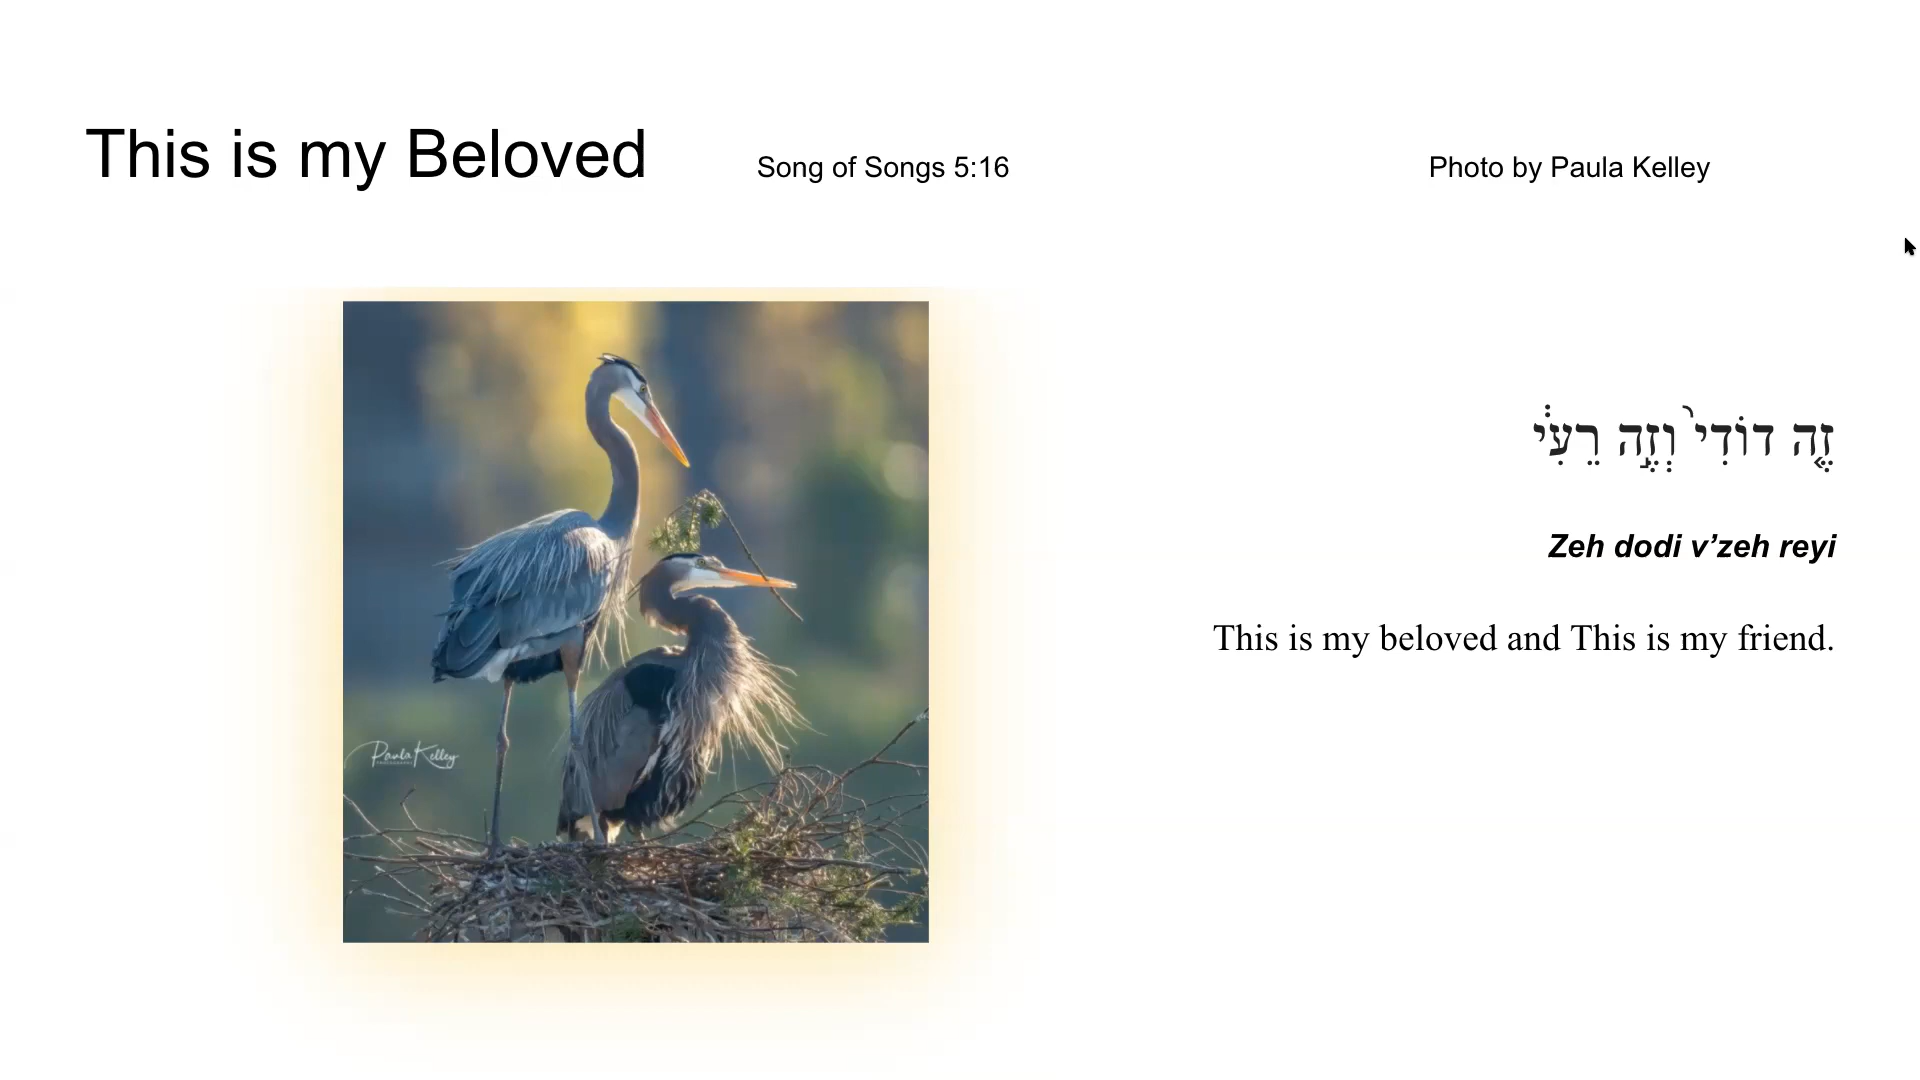 This is my Beloved
Song of Songs 5:16
Photo by Paula Kelley
זֶ֤ה דוֹדִי֙ וְזֶ֣ה רֵעִ֔י
Zeh dodi v’zeh reyi
This is my beloved and This is my friend.
Paula Kelley
PHOTOGRAPHY